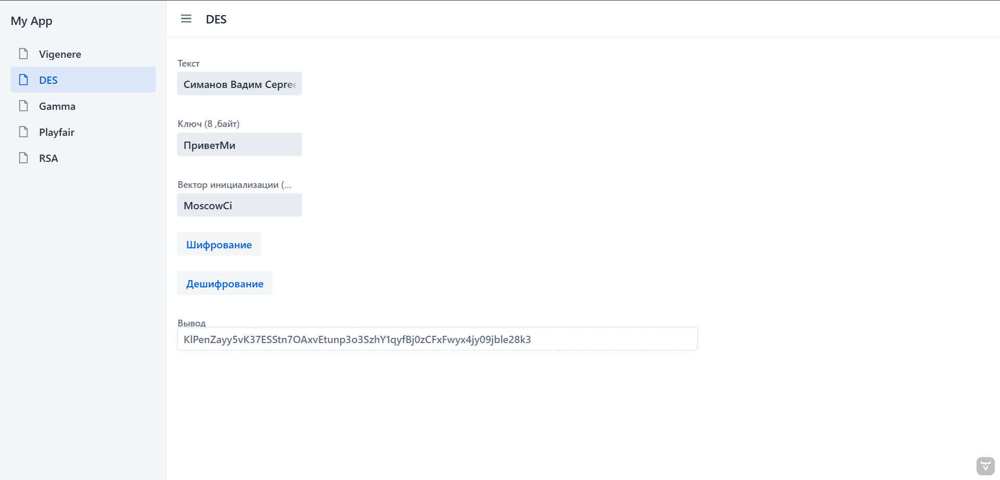 My App
Vigenere
DES
Gamma
Playfair
RSA
DES
Текст
Симанов Вадим Серге
Ключ (8 ,байт)
ПриветМи
Вектор инициализации (...
MoscowCi
Шифрование
Дешифрование
Вывод
KlPenZayy5vK37ESStn7OAxvEtunp3o3SzhY1qyfBj0zCFxFwyx4jy09jble28k3